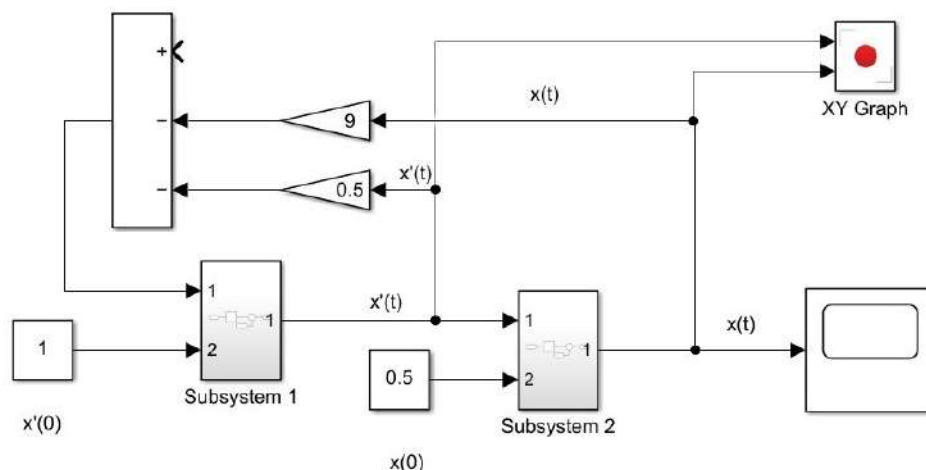 +
x(t)
XY Graph
−
9
−
x'(t)
0.5
1
2
1
Subsystem 1
x'(t)
1
x'(0)
1
2
1
Subsystem 2
x(t)
0.5
x(0)